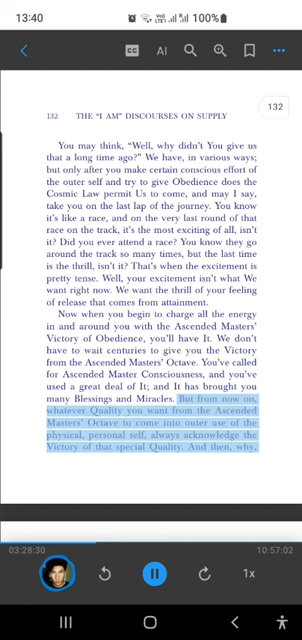 13:40
100%
CC
AI
132
132 THE "I AM" DISCOURSES ON SUPPLY
You may think, "Well, why didn't You give us
that a long time ago?" We have, in various ways;
but only after you make certain conscious effort of
the outer self and try to give Obedience does the
Cosmic Law permit Us to come, and may I say,
take you on the last lap of the journey. You know
it's like a race, and on the very last round of that
race on the track, it's the most exciting of all, isn't
it? Did you ever attend a race? You know they go
around the track so many times, but the last time
is the thrill, isn't it? That's when the excitement is
pretty tense. Well, your excitement isn't what We
want right now. We want the thrill of your feeling
of release that comes from attainment.
Now when you begin to charge all the energy
in and around you with the Ascended Masters'
Victory of Obedience, you'll have It. We don't
have to wait centuries to give you the Victory
from the Ascended Masters' Octave. You've called
for Ascended Master Consciousness, and you've
used a great deal of It; and It has brought you
many Blessings and Miracles. But from now on,
whatever Quality you want from the Ascended
Masters' Octave to come into outer use of the
physical, personal self, always acknowledge the
Victory of that special Quality. And then, why,
03:28:30
10:57:02
1x